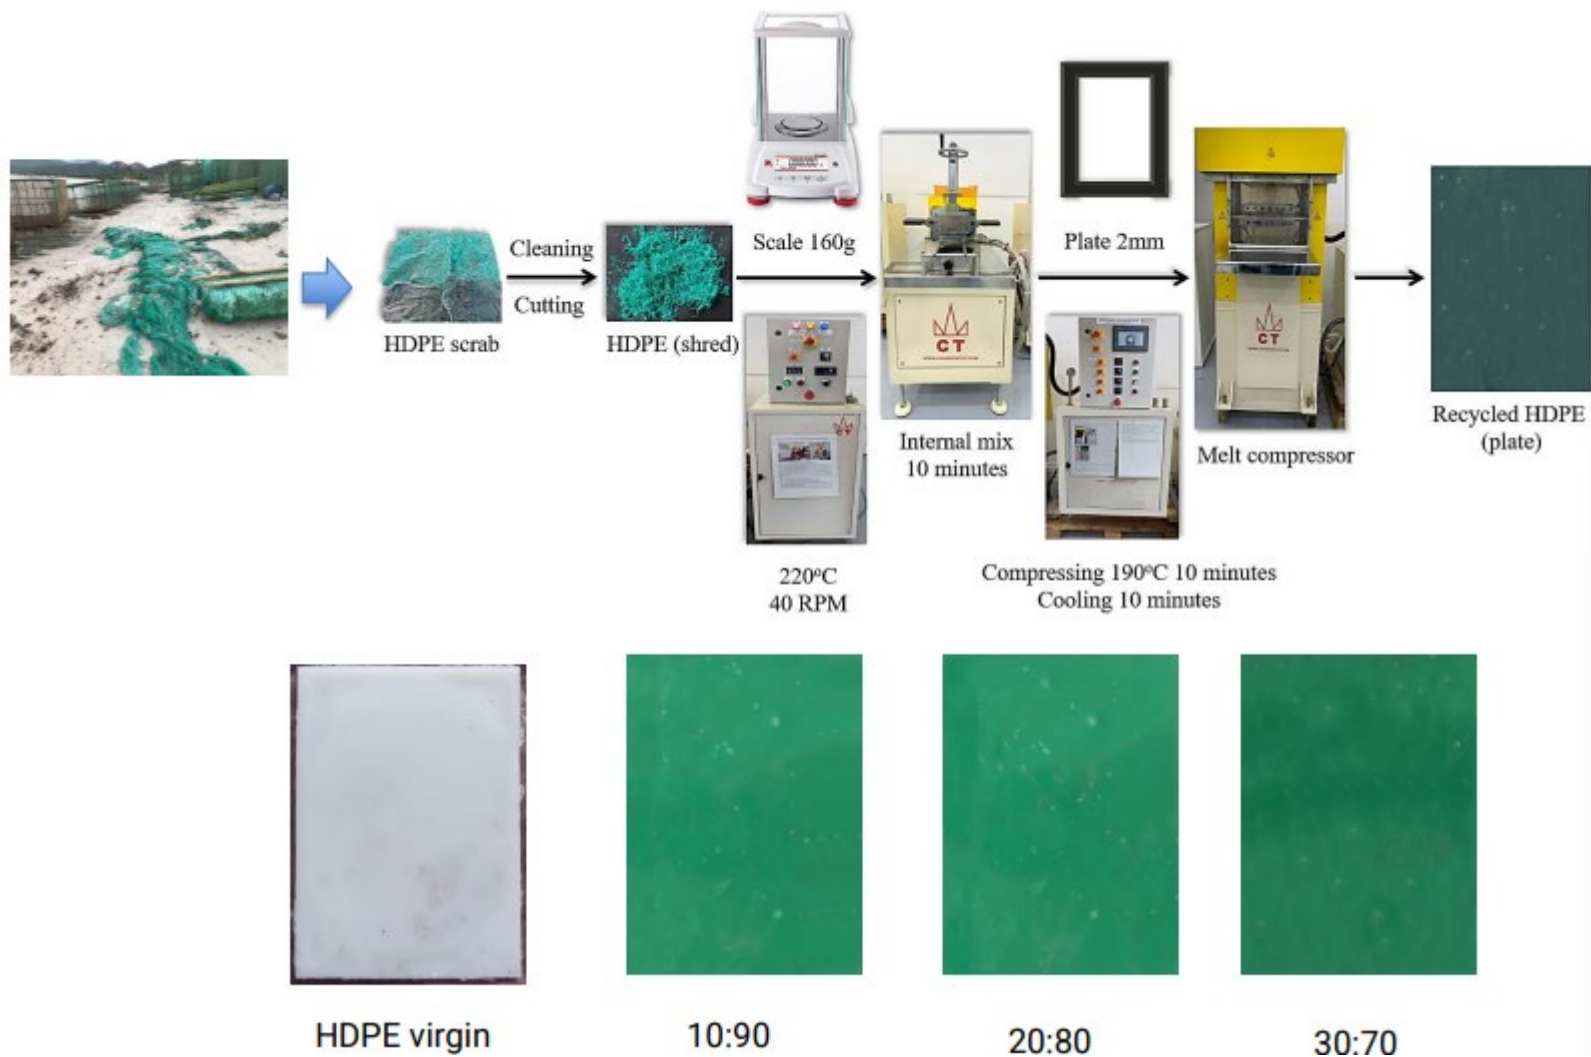 HDPE scrab
Cleaning
Cutting
HDPE (shred)
Scale 160g
220°C
40 RPM
CT
Internal mix
10 minutes
Plate 2mm
Compressing 190°C 10 minutes
Cooling 10 minutes
CT
Melt compressor
Recycled HDPE
(plate)
HDPE virgin
10:90
20:80
30:70